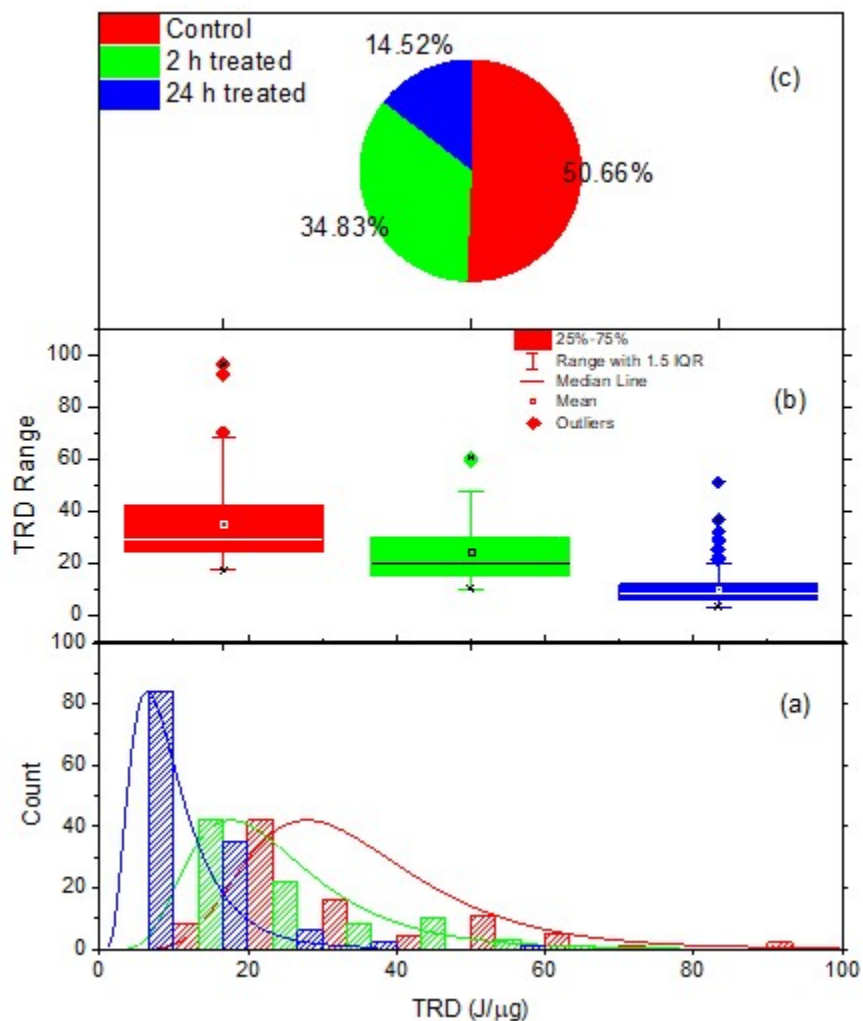 Control
2 h treated
24 h treated
14.52%
(c)
50.66%
34.83%
100
80
60
40
20
0
TRD Range
25%-75%
Range with 1.5 IQR
Median Line
Mean
Outliers
(b)
100
80
60
40
20
0
Count
(a)
0 20 40 60 80 100
TRD (J/μg)